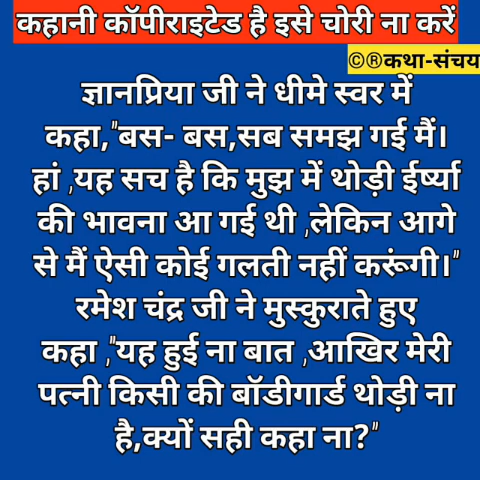 कहानी कॉपीराइटेड है इसे चोरी ना करें
©®कथा-संचय
ज्ञानप्रिया जी ने धीमे स्वर में
कहा,"बस- बस,सब समझ गई मैं।
हां ,यह सच है कि मुझ में थोड़ी ईर्ष्या
की भावना आ गई थी ,लेकिन आगे
से मैं ऐसी कोई गलती नहीं करूंगी।"
रमेश चंद्र जी ने मुस्कुराते हुए
कहा ,"यह हुई ना बात ,आखिर मेरी
पत्नी किसी की बॉडीगार्ड थोड़ी ना
है,क्यों सही कहा ना?"